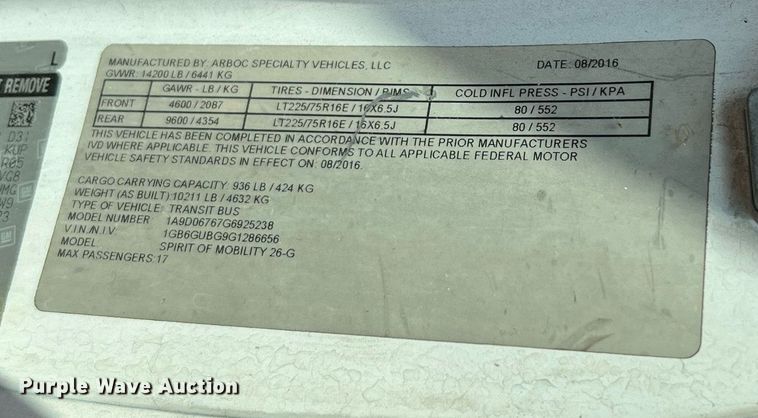 L
T REMOVE
D31
KUP
R05
VG8
W9
MANUFACTURED BY: ARBOC SPECIALTY VEHICLES, LLC DATE: 08/2016
GVWR: 14200 LB / 6441 KG
GAWR - LB / KG TIRES - DIMENSION / RIMS COLD INFL PRESS - PSI / KPA
FRONT 4600 / 2087 LT225/75R16E / 16X6.5J 80 / 552
REAR 9600 / 4354 LT225/75R16E / 16X6.5J 80 / 552
THIS VEHICLE HAS BEEN COMPLETED IN ACCORDANCE WITH THE PRIOR MANUFACTURERS
IVD WHERE APPLICABLE. THIS VEHICLE CONFORMS TO ALL APPLICABLE FEDERAL MOTOR
VEHICLE SAFETY STANDARDS IN EFFECT ON: 08/2016.
CARGO CARRYING CAPACITY: 936 LB / 424 KG
WEIGHT (AS BUILT):10211 LB / 4632 KG
TYPE OF VEHICLE: TRANSIT BUS
MODEL NUMBER 1A9D06767G6925238
V.I.N./N.I.V: 1GB6GUBG9G1286656
MODEL SPIRIT OF MOBILITY 26-G
MAX PASSENGERS:17
Purple Wave Auction